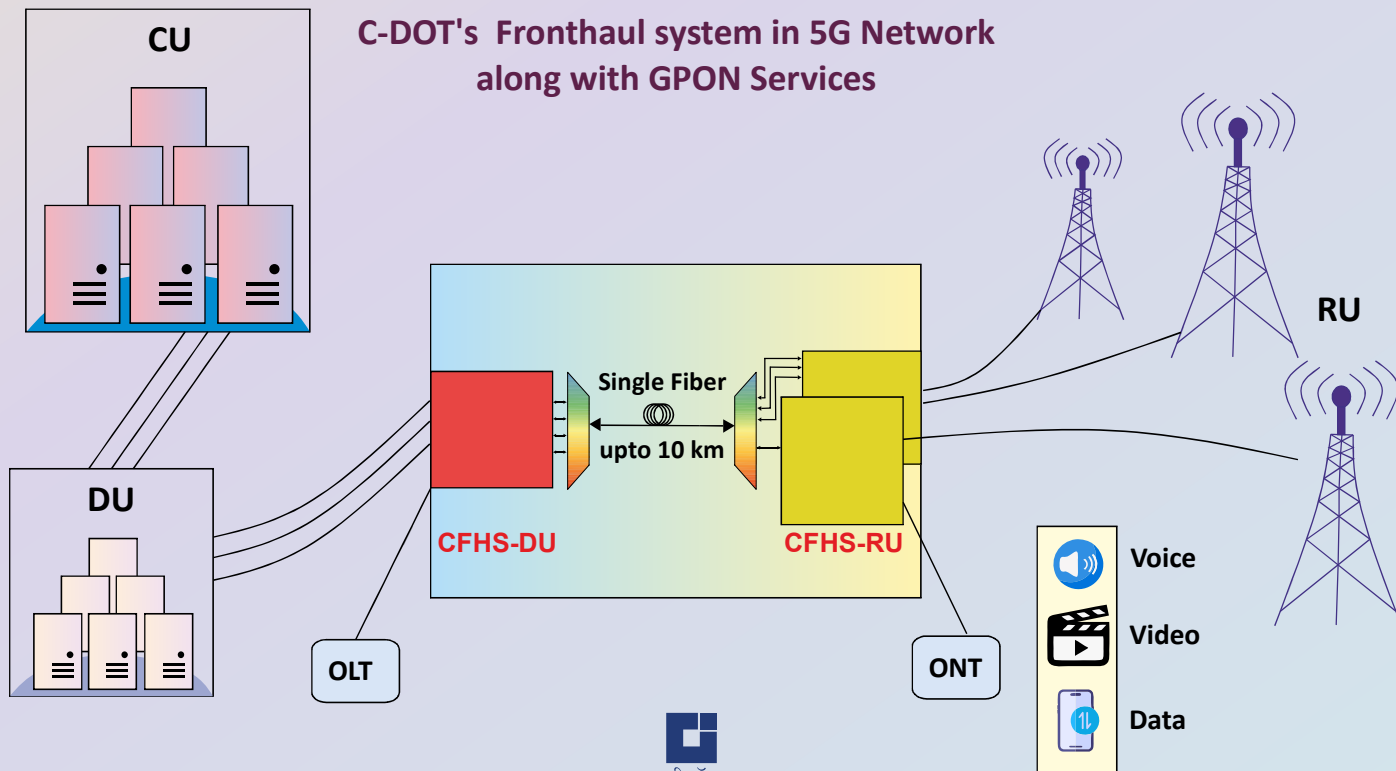 C-DOT's Fronthaul system in 5G Network
along with GPON Services
CU
RU
Single Fiber
upto 10 km
DU
CFHS-DU
CFHS-RU
OLT
ONT
Voice
Video
Data